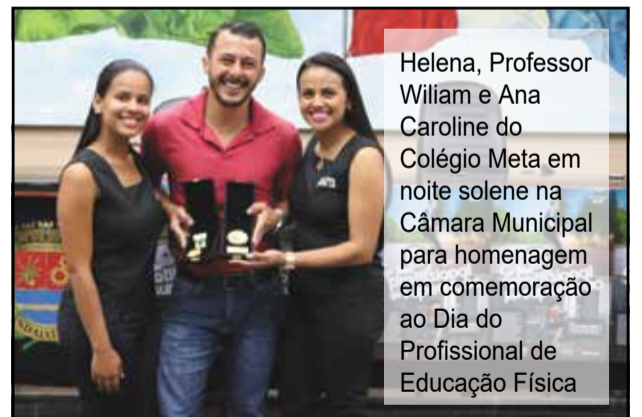 Helena, Professor
Wiliam e Ana
Caroline do
Colégio Meta em
noite solene na
Câmara Municipal
para homenagem
em comemoração
ao Dia do
Profissional de
Educação Física